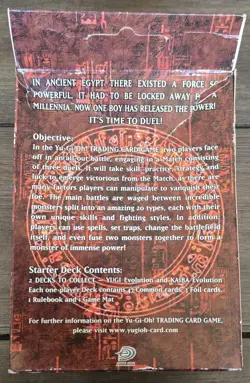 IN ANCIENT EGYPT THERE EXISTED A FORCE SO
POWERFUL, IT HAD TO BE LOCKED AWAY A
MILLENNIA. NOW ONE BOY HAS RELEASED THE POWER!
IT'S TIME TO DUEL!
Objective:
In the Yu-Gi-Oh! TRADING CARD GAME two players face
off in an all out battle, engaging in a Match consisting
of three duels. It will take skill, practice, strategy and
luck to emerge victorious from the Match, as there are
many factors players can manipulate to vanquish their
foe. The main battles are waged between incredible
monsters split into an amazing 20 types, each with their
own unique skills and fighting styles. In addition,
players can use spells, set traps, change the battlefield
itself, and even fuse two monsters together to form a
monster of immense power!
Starter Deck Contents:
2 DECKS TO COLLECT – YUGI Evolution and KAIBA Evolution
Each one-player Deck contains 47 Common cards, 3 Foil cards,
1 Rulebook and 1 Game Mat
For further information of the Yu-Gi-Oh! TRADING CARD GAME,
please visit www.yugioh-card.com